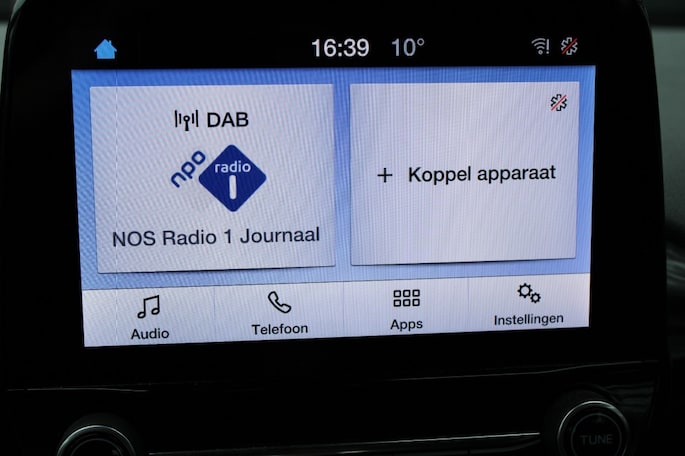 16:39 10°
DAB
npo
radio
1
NOS Radio 1 Journaal
+ Koppel apparaat
Audio
Telefoon
Apps
Instellingen
TUNE